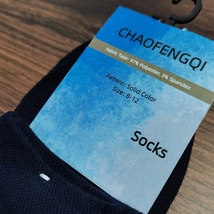 CHAOFENGQI
Fabric Type: 97% Polyester, 3% Spandex
Pattern: Solid Color
Size: 8-12
Socks